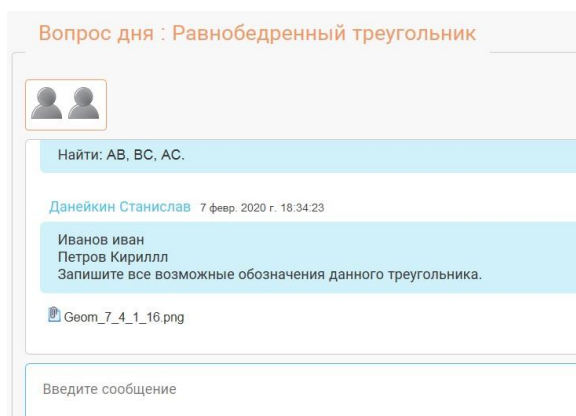 Вопрос дня : Равнобедренный треугольник
Найти: AB, BC, AC.
Данейкин Станислав 7 февр. 2020 г. 18:34:23
Иванов иван
Петров Кириллл
Запишите все возможные обозначения данного треугольника.
Geom_7_4_1_16.png
Введите сообщение